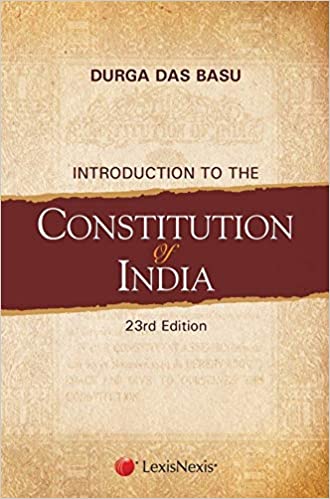 DURGA DAS BASU
INTRODUCTION TO THE
CONSTITUTION
of
INDIA
23rd Edition
LexisNexis®